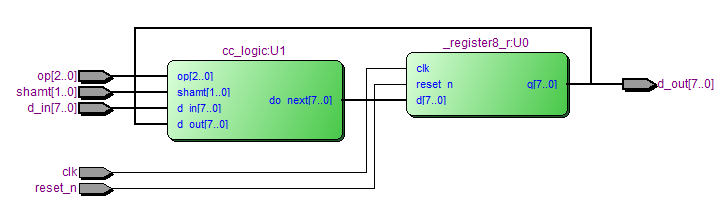 cc_logic:U1
_register8_r:U0
op[2..0]
shamt[1..0]
d_in[7..0]
clk
reset_n
op[2..0]
shamt[1..0]
d_in[7..0]
d_out[7..0]
do_next[7..0]
clk
reset_n
d[7..0]
q[7..0]
d_out[7..0]